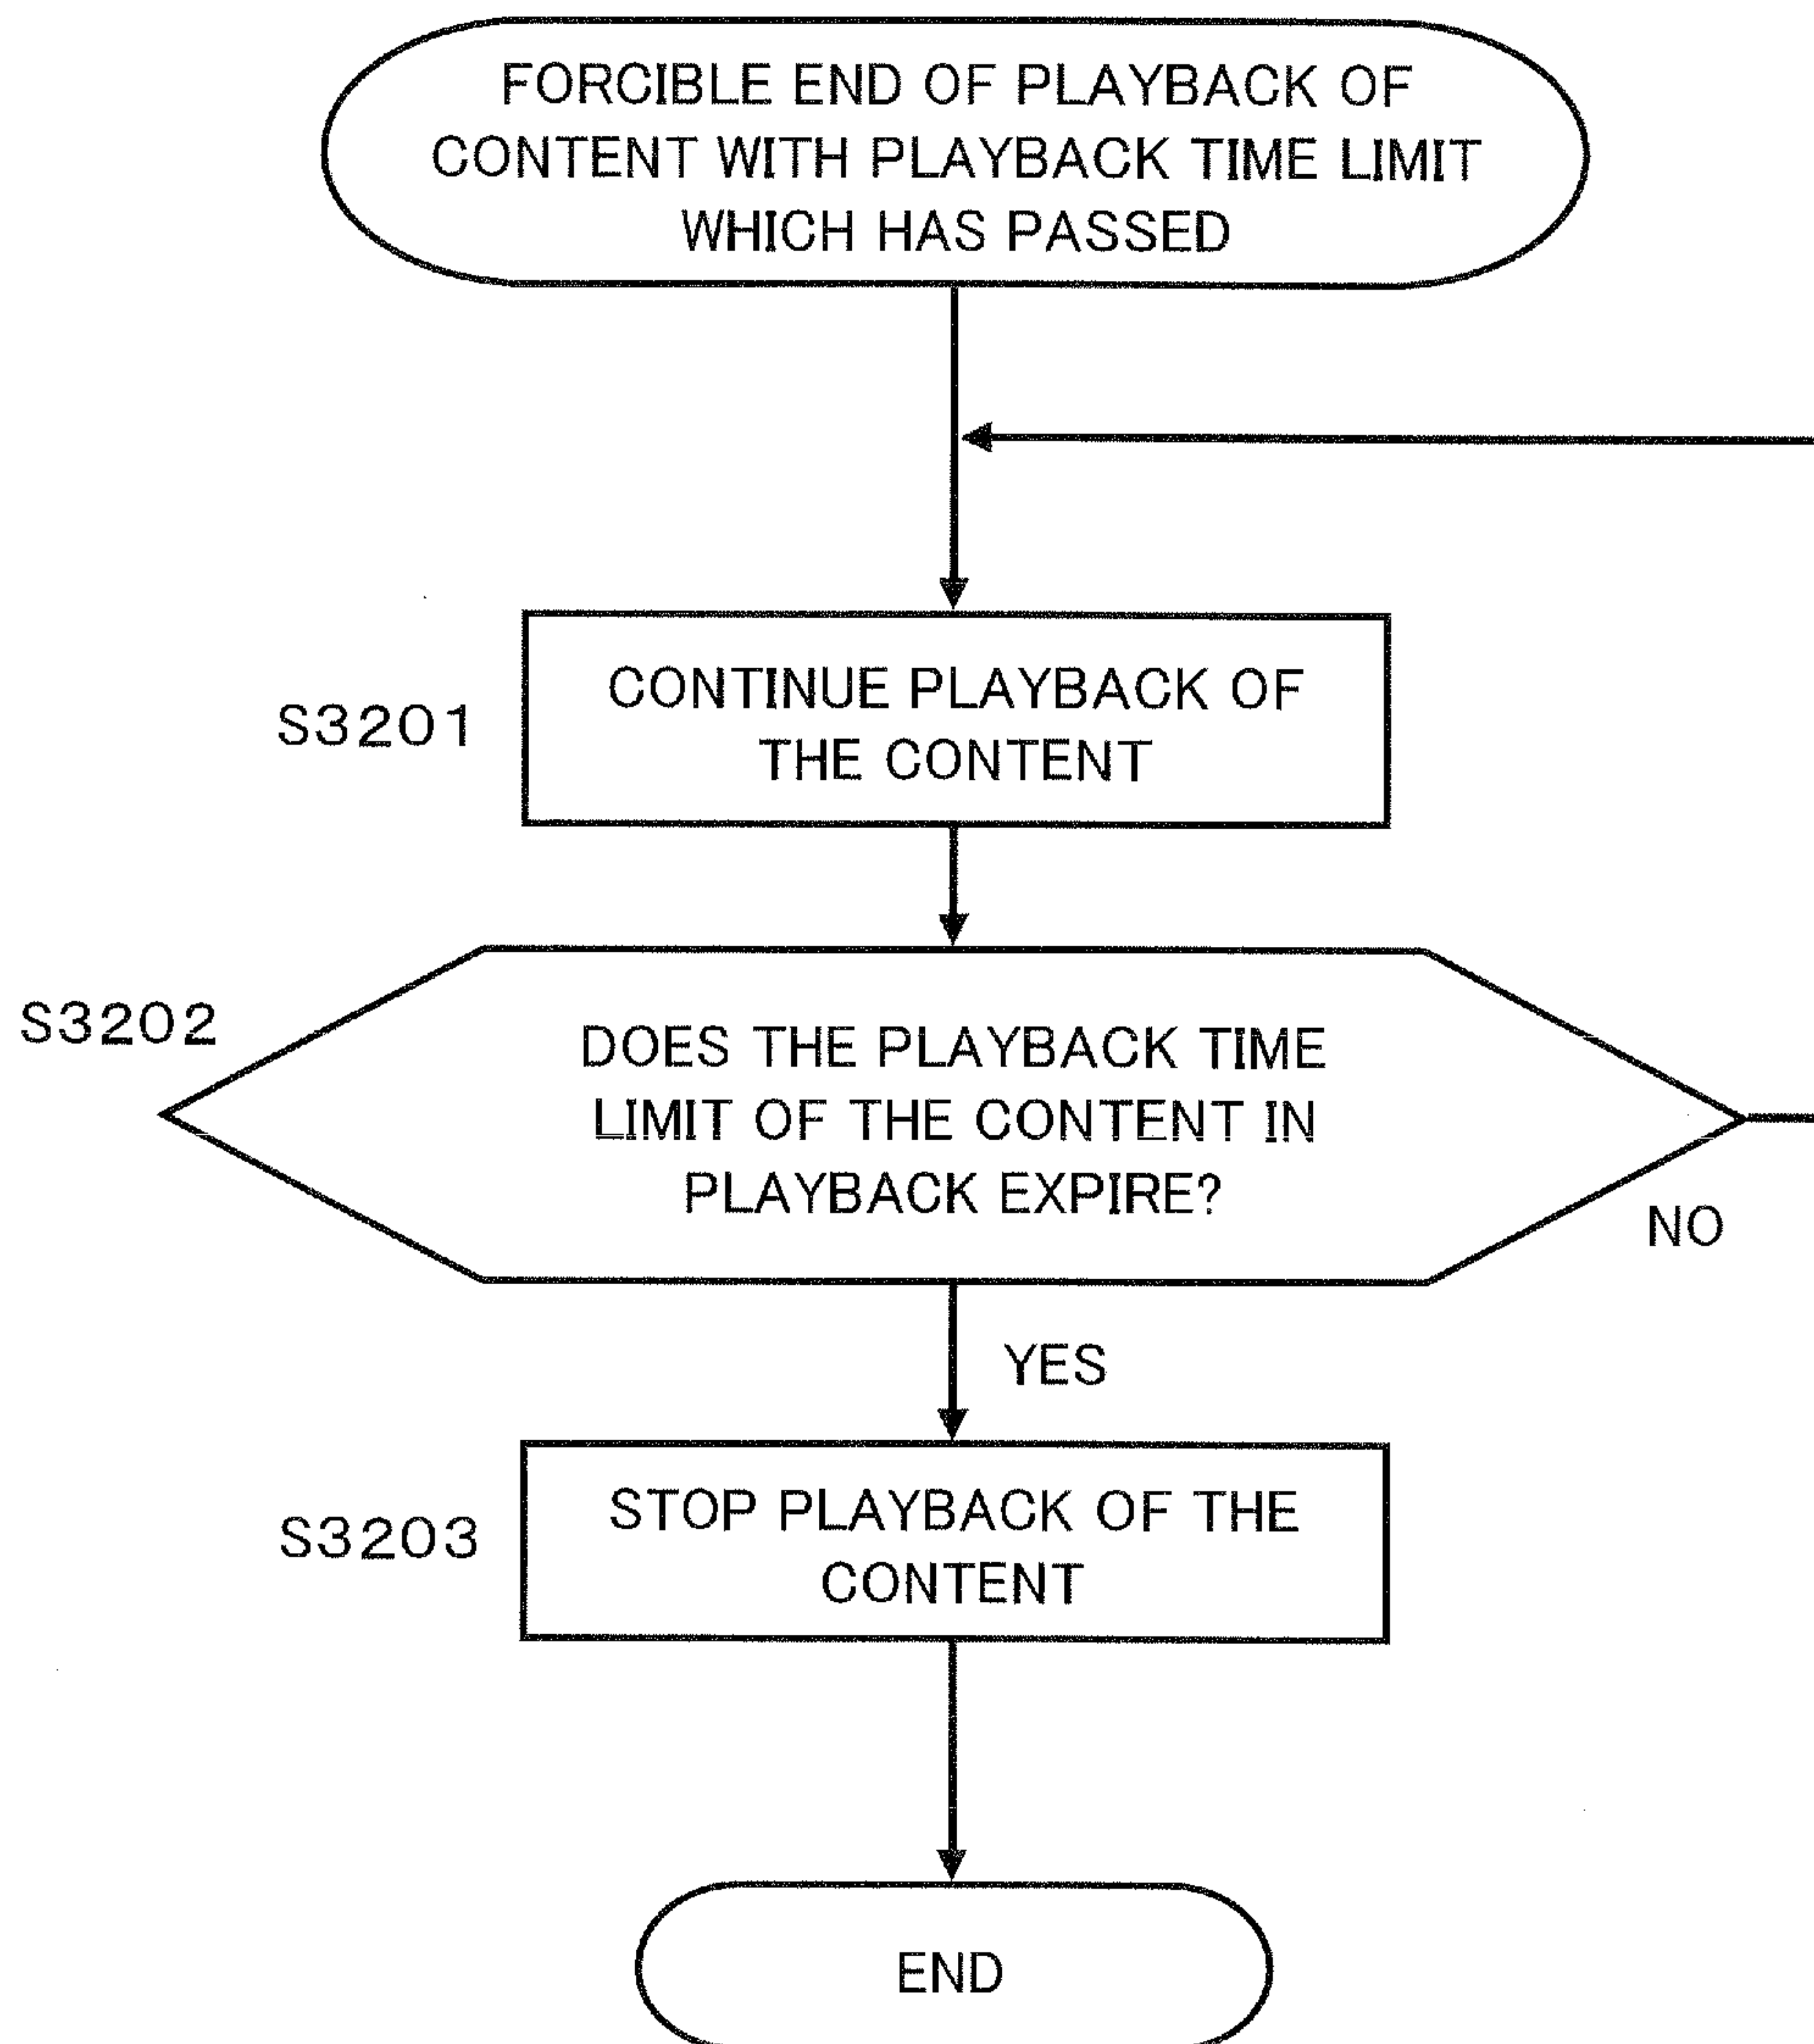 FORCIBLE END OF PLAYBACK OF
CONTENT WITH PLAYBACK TIME LIMIT
WHICH HAS PASSED
S3201
CONTINUE PLAYBACK OF
THE CONTENT
S3202
DOES THE PLAYBACK TIME
LIMIT OF THE CONTENT IN
PLAYBACK EXPIRE?
NO
YES
S3203
STOP PLAYBACK OF THE
CONTENT
END